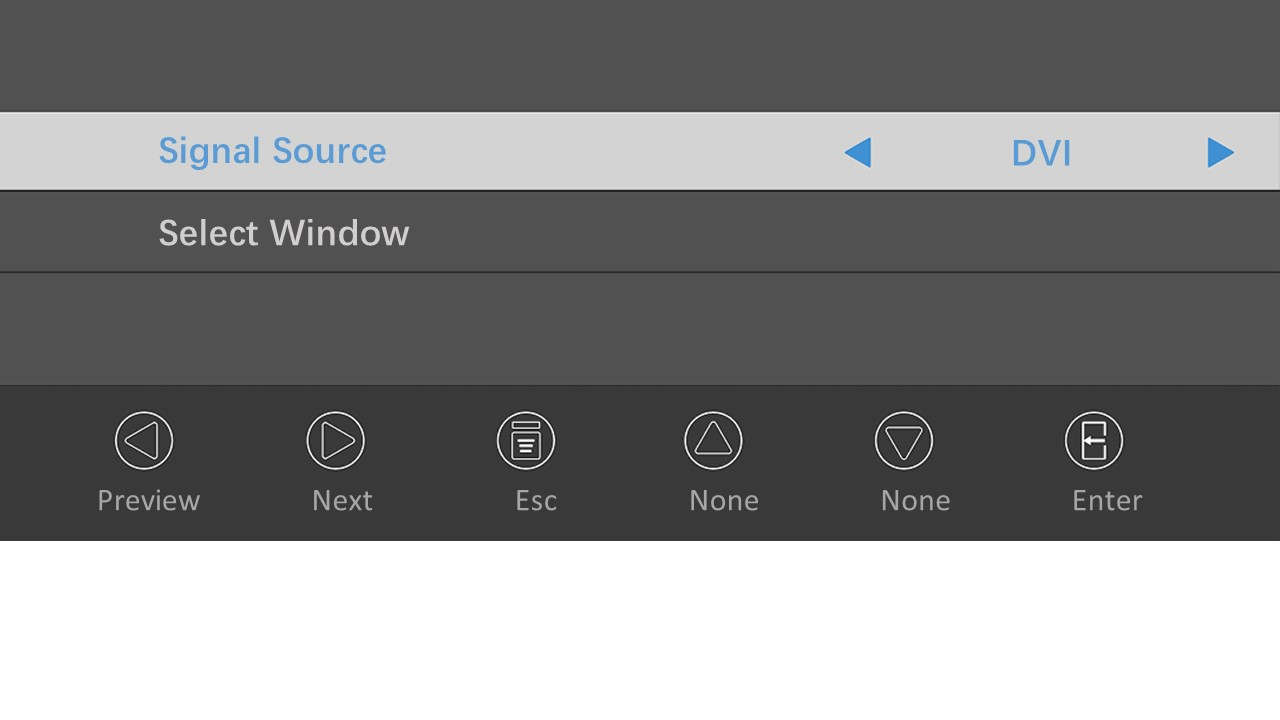 Signal Source DVI
Select Window
Preview Next Esc None None Enter